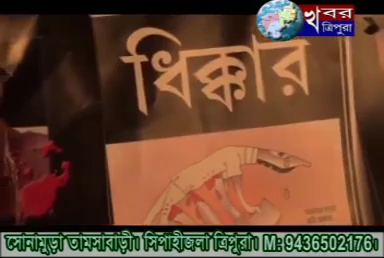 খবর
ত্রিপুরা
ধিক্কার
সোনামুড়া তামসাবাড়ী। সিপাহীজলা ত্রিপুরা। M: 9436502176।